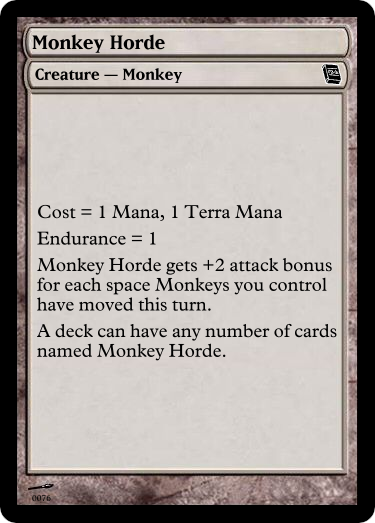 Monkey Horde
Creature — Monkey
Cost = 1 Mana, 1 Terra Mana
Endurance = 1
Monkey Horde gets +2 attack bonus
for each space Monkeys you control
have moved this turn.
A deck can have any number of cards
named Monkey Horde.
0076